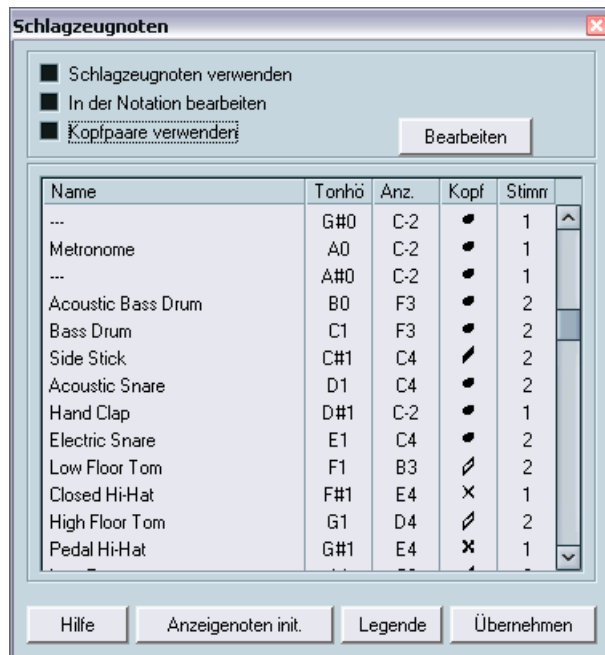 Schlagzeugnoten
Schlagzeugnoten verwenden
In der Notation bearbeiten
Kopfpaare verwenden
Bearbeiten
Name Tonhö Anz. Kopf Stimm
--- G#0 C-2 1
Metronome A0 C-2 1
--- A#0 C-2 1
Acoustic Bass Drum B0 F3 2
Bass Drum C1 F3 2
Side Stick C#1 C4 2
Acoustic Snare D1 C4 2
Hand Clap D#1 C-2 1
Electric Snare E1 C4 2
Low Floor Tom F1 B3 2
Closed Hi-Hat F#1 E4 1
High Floor Tom G1 D4 2
Pedal Hi-Hat G#1 E4 1
Hilfe Anzeigenoten init. Legende Übernehmen